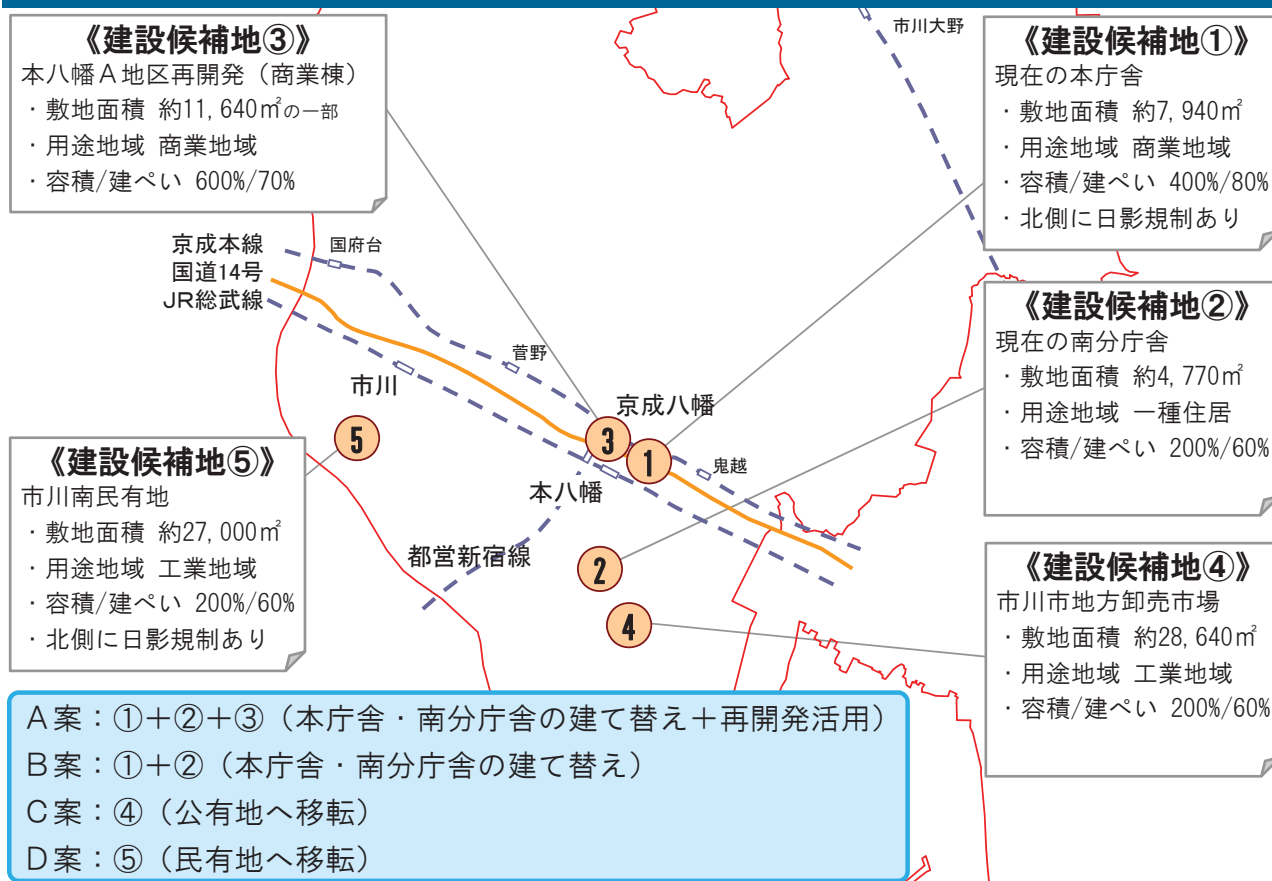 《建設候補地③》
本八幡A地区再開発（商業棟）
・敷地面積 約11,640㎡の一部
・用途地域 商業地域
・容積/建ぺい 600%/70%
市川大野
《建設候補地①》
現在の本庁舎
・敷地面積 約7,940㎡
・用途地域 商業地域
・容積/建ぺい 400%/80%
・北側に日影規制あり
京成本線
国道14号
JR総武線
国府台
菅野
市川
京成八幡
鬼越
本八幡
都営新宿線
③
①
⑤
②
④
《建設候補地②》
現在の南分庁舎
・敷地面積 約4,770㎡
・用途地域 一種住居
・容積/建ぺい 200%/60%
《建設候補地⑤》
市川南民有地
・敷地面積 約27,000㎡
・用途地域 工業地域
・容積/建ぺい 200%/60%
・北側に日影規制あり
《建設候補地④》
市川市地方卸売市場
・敷地面積 約28,640㎡
・用途地域 工業地域
・容積/建ぺい 200%/60%
A案：①＋②＋③（本庁舎・南分庁舎の建て替え＋再開発活用）
B案：①＋②（本庁舎・南分庁舎の建て替え）
C案：④（公有地へ移転）
D案：⑤（民有地へ移転）